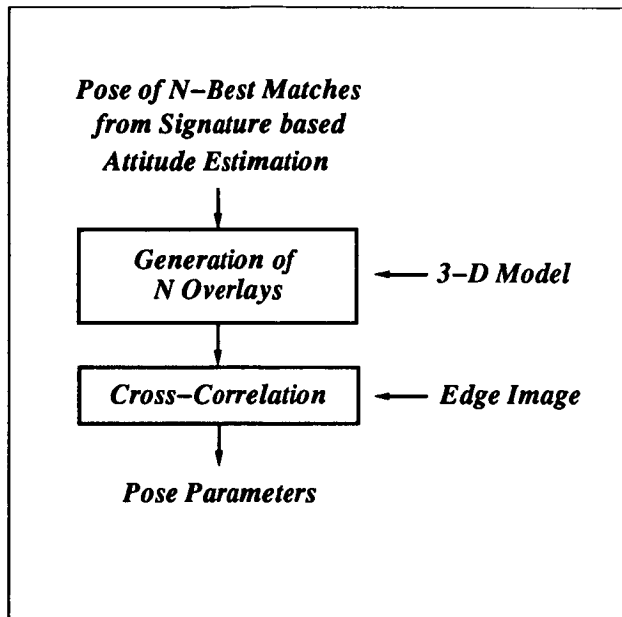 Pose of N–Best Matches
from Signature based
Attitude Estimation
Generation of
N Overlays
3–D Model
Cross–Correlation
Edge Image
Pose Parameters